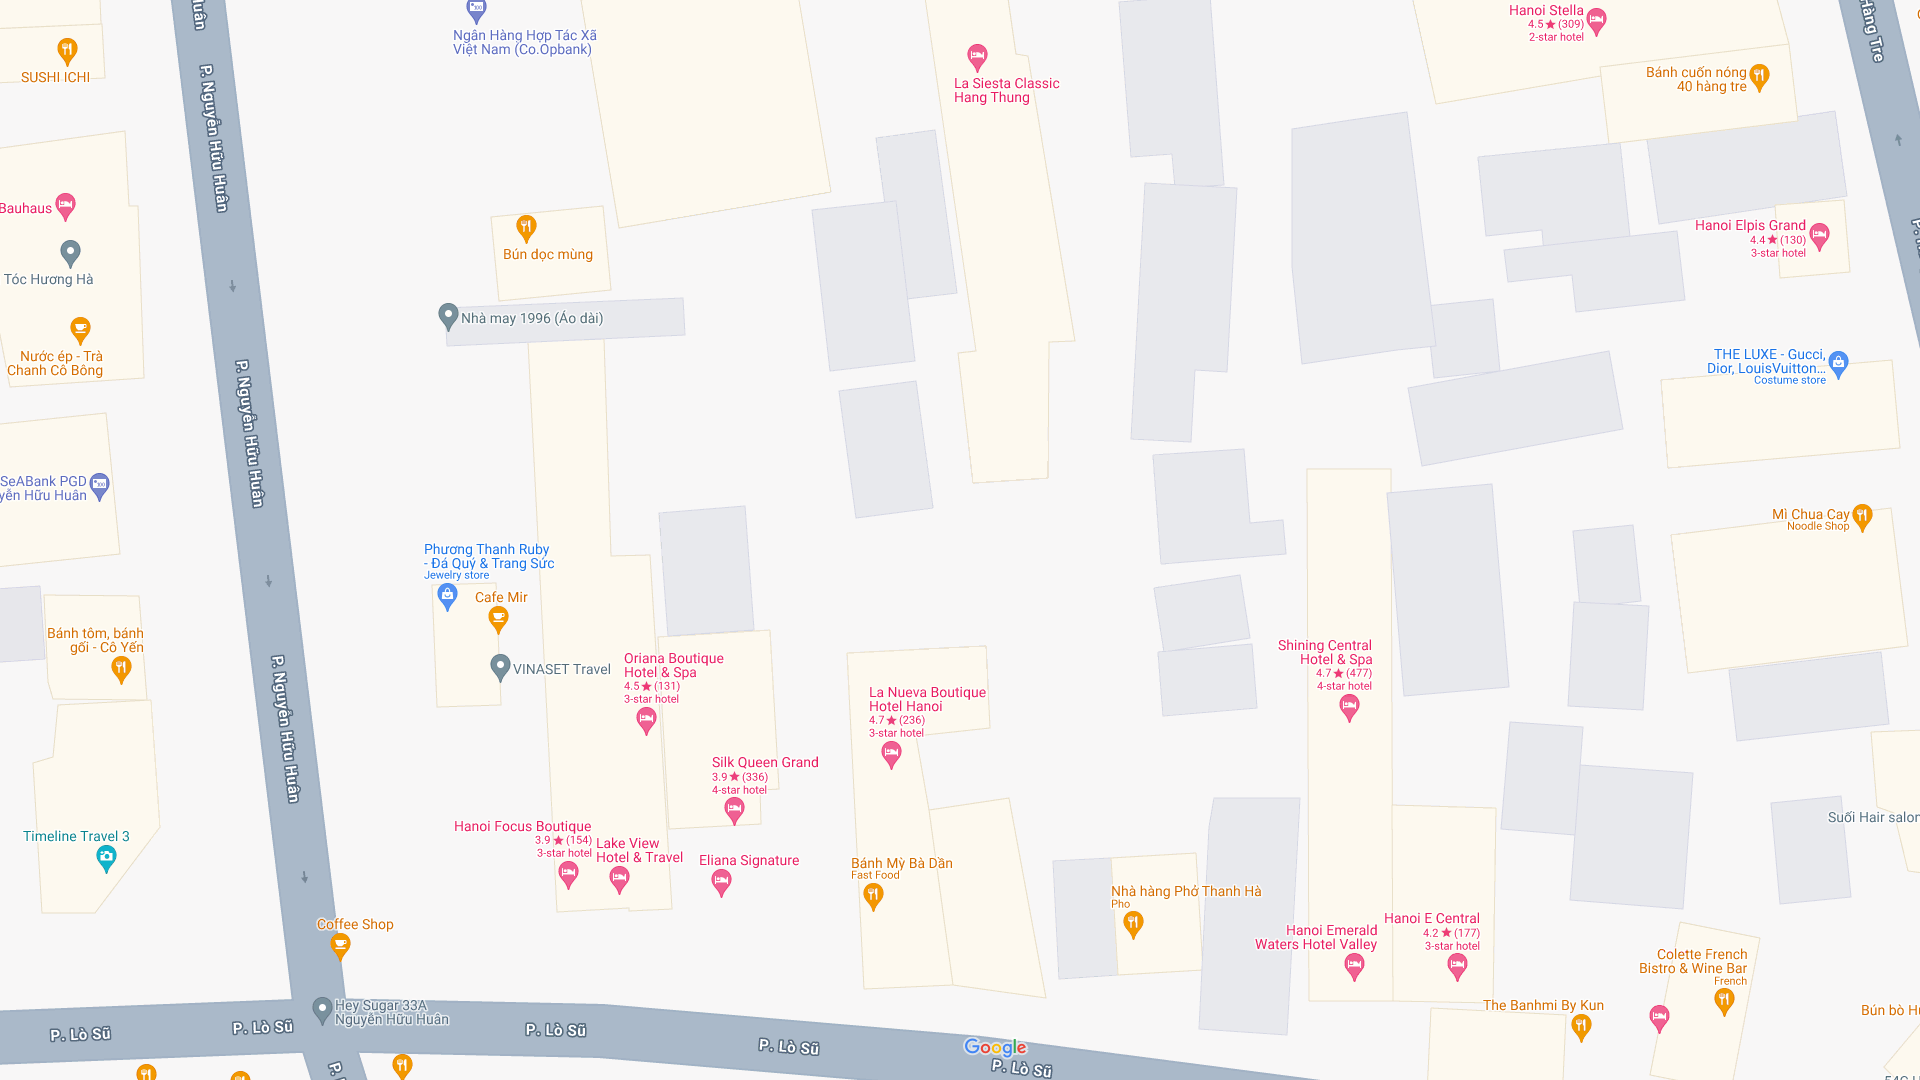 Huân
Ngân Hàng Hợp Tác Xã
Việt Nam (Co.Opbank)
SUSHI ICHI
P. Nguyễn Hữu Huân
La Siesta Classic
Hang Thung
Hanoi Stella
4.5★(309)
2-star hotel
Hàng Tre
Bánh cuốn nóng
40 hàng tre
Bauhaus
Tóc Hương Hà
Nước ép - Trà
Chanh Cô Bông
Bún dọc mùng
Nhà may 1996 (Áo dài)
Hanoi Elpis Grand
4.4★(130)
3-star hotel
THE LUXE - Gucci,
Dior, LouisVuitton...
Costume store
P. Nguyễn Hữu Huân
SeABank PGD
yễn Hữu Huân
Mì Chua Cay
Noodle Shop
Phương Thanh Ruby
- Đá Quý & Trang Sức
Jewelry store
Cafe Mir
VINASET Travel
Bánh tôm, bánh
gối - Cô Yến
P. Nguyễn Hữu Huân
Oriana Boutique
Hotel & Spa
4.5★(131)
3-star hotel
La Nueva Boutique
Hotel Hanoi
4.7★(236)
3-star hotel
Shining Central
Hotel & Spa
4.7★(477)
4-star hotel
Silk Queen Grand
3.9★(336)
4-star hotel
Timeline Travel 3
Hanoi Focus Boutique
3.9★(154)
3-star hotel
Lake View
Hotel & Travel
Eliana Signature
Bánh Mỳ Bà Dần
Fast Food
Nhà hàng Phở Thanh Hà
Pho
Suối Hair salon
Coffee Shop
Hanoi Emerald
Waters Hotel Valley
Hanoi E Central
4.2★(177)
3-star hotel
Colette French
Bistro & Wine Bar
French
The Banhmi By Kun
Bún bò H
Hey Sugar 33A
Nguyễn Hữu Huân
P. Lò Sũ
P. Lò Sũ
P. Lò Sũ
P. Lò Sũ
Google
P. Lò Sũ
P.